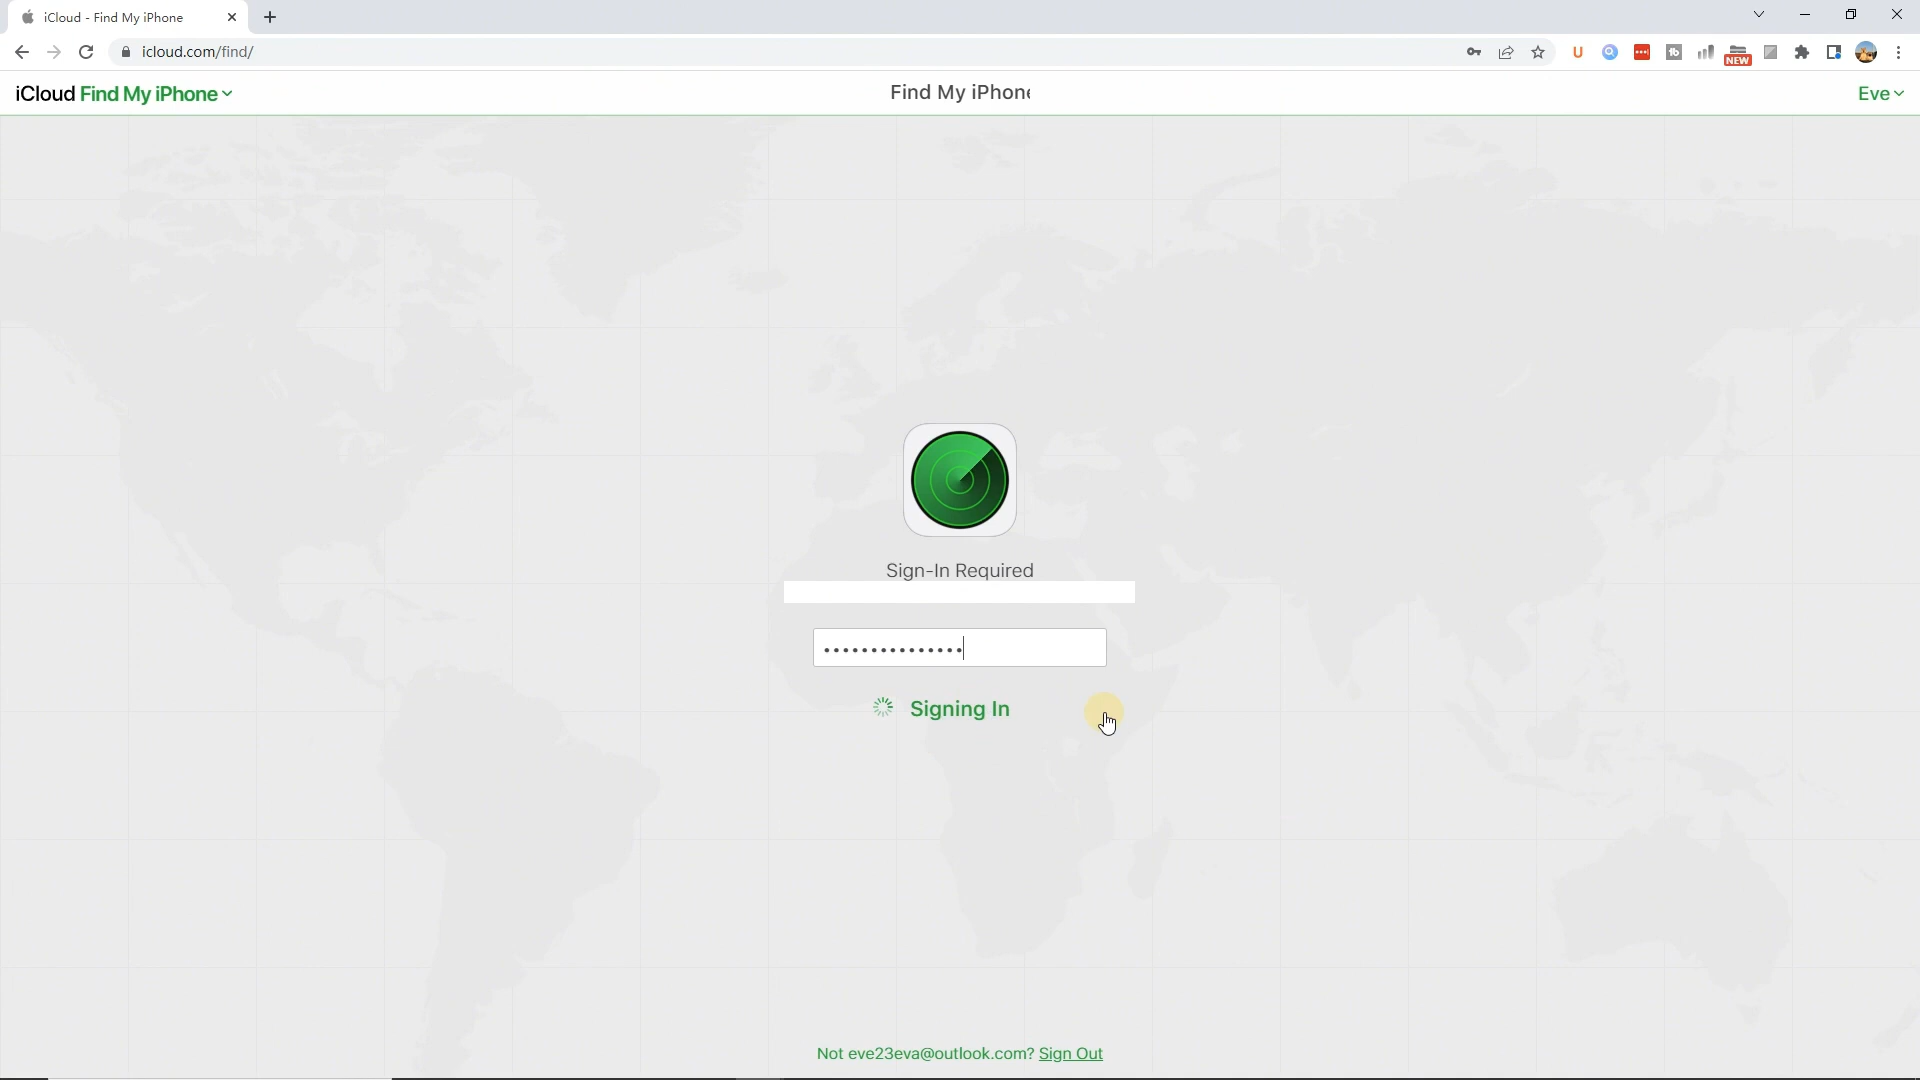 iCloud - Find My iPhone
icloud.com/find/
U
tb
NEW
iCloud Find My iPhone
Find My iPhone
Eve
Sign-In Required
Signing In
Not eve23eva@outlook.com? Sign Out